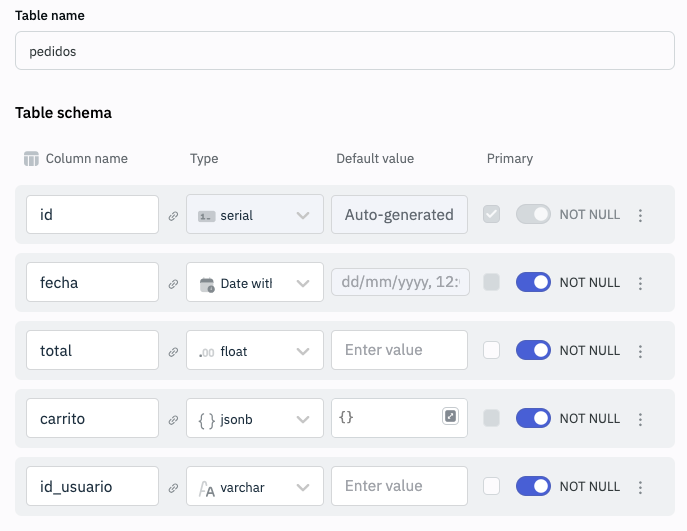 Table name
pedidos
Table schema
Column name Type Default value Primary
id serial Auto-generated NOT NULL
fecha Date with dd/mm/yyyy, 12: NOT NULL
total .00 float Enter value NOT NULL
carrito {} jsonb {} NOT NULL
id_usuario AA varchar Enter value NOT NULL